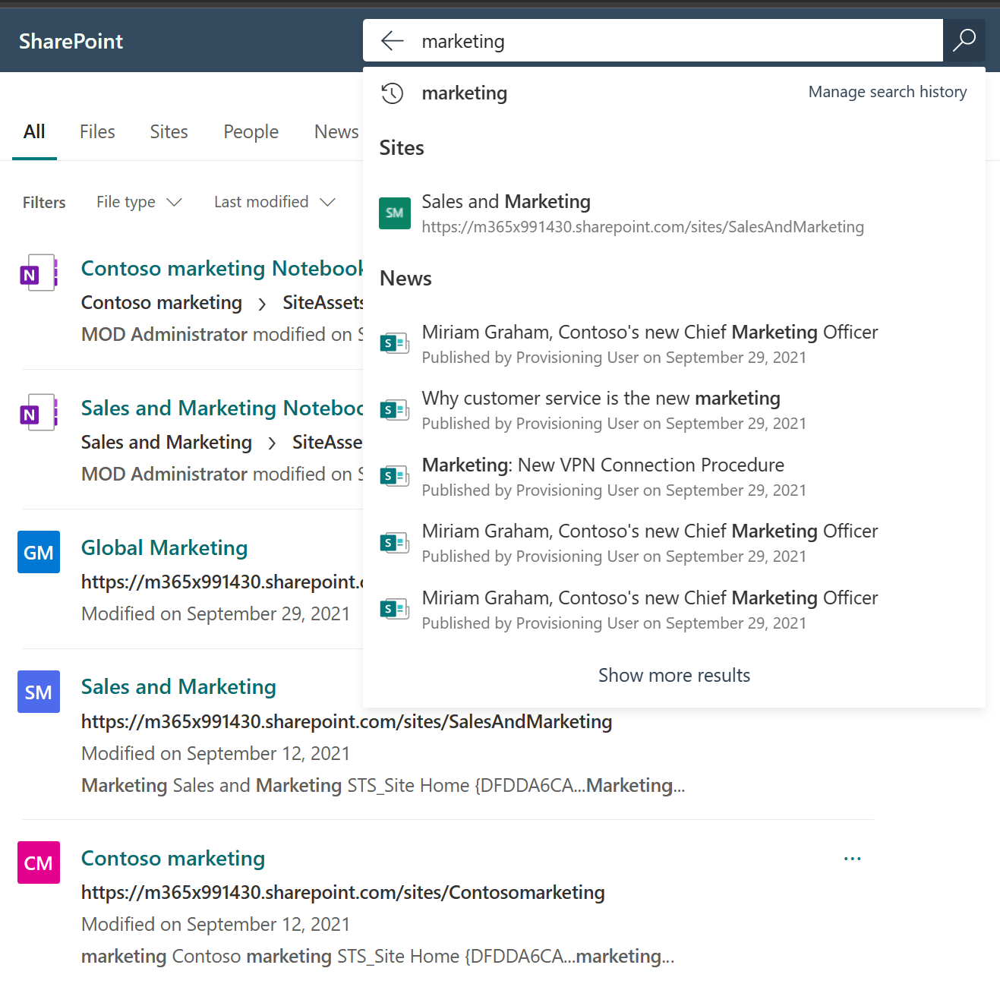 SharePoint
marketing
marketing
Manage search history
All
Files
Sites
People
News
Sites
Filters
File type
Last modified
SM
Sales and Marketing
https://m365x991430.sharepoint.com/sites/SalesAndMarketing
News
N
Contoso marketing Notebook
Contoso marketing > SiteAssets
MOD Administrator modified on S
S
Miriam Graham, Contoso's new Chief Marketing Officer
Published by Provisioning User on September 29, 2021
S
Why customer service is the new marketing
Published by Provisioning User on September 29, 2021
N
Sales and Marketing Noteboo
Sales and Marketing > SiteAsse
MOD Administrator modified on S
S
Marketing: New VPN Connection Procedure
Published by Provisioning User on September 29, 2021
S
Miriam Graham, Contoso's new Chief Marketing Officer
Published by Provisioning User on September 29, 2021
S
Miriam Graham, Contoso's new Chief Marketing Officer
Published by Provisioning User on September 29, 2021
Show more results
GM
Global Marketing
https://m365x991430.sharepoint.c
Modified on September 29, 2021
SM
Sales and Marketing
https://m365x991430.sharepoint.com/sites/SalesAndMarketing
Modified on September 12, 2021
Marketing Sales and Marketing STS_Site Home {DFDDA6CA...Marketing...
CM
Contoso marketing
...
https://m365x991430.sharepoint.com/sites/Contosomarketing
Modified on September 12, 2021
marketing Contoso marketing STS_Site Home {DFDDA6CA...marketing...